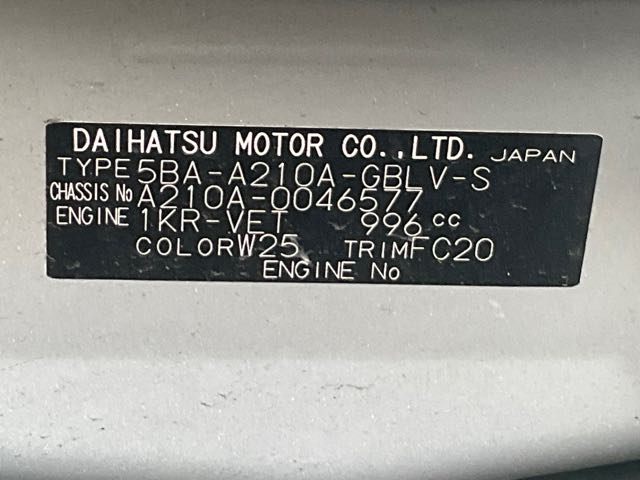 DAIHATSU MOTOR CO.,LTD. JAPAN
TYPE 5BA-A210A-GBLV-S
CHASSIS No A210A-0046577
ENGINE 1KR-VET 996 cc
COLOR W25 TRIM FC20
ENGINE No